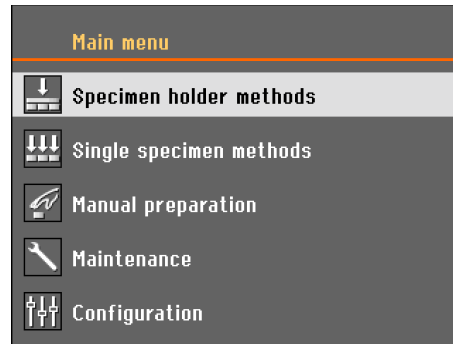 Main menu
Specimen holder methods
Single specimen methods
Manual preparation
Maintenance
Configuration